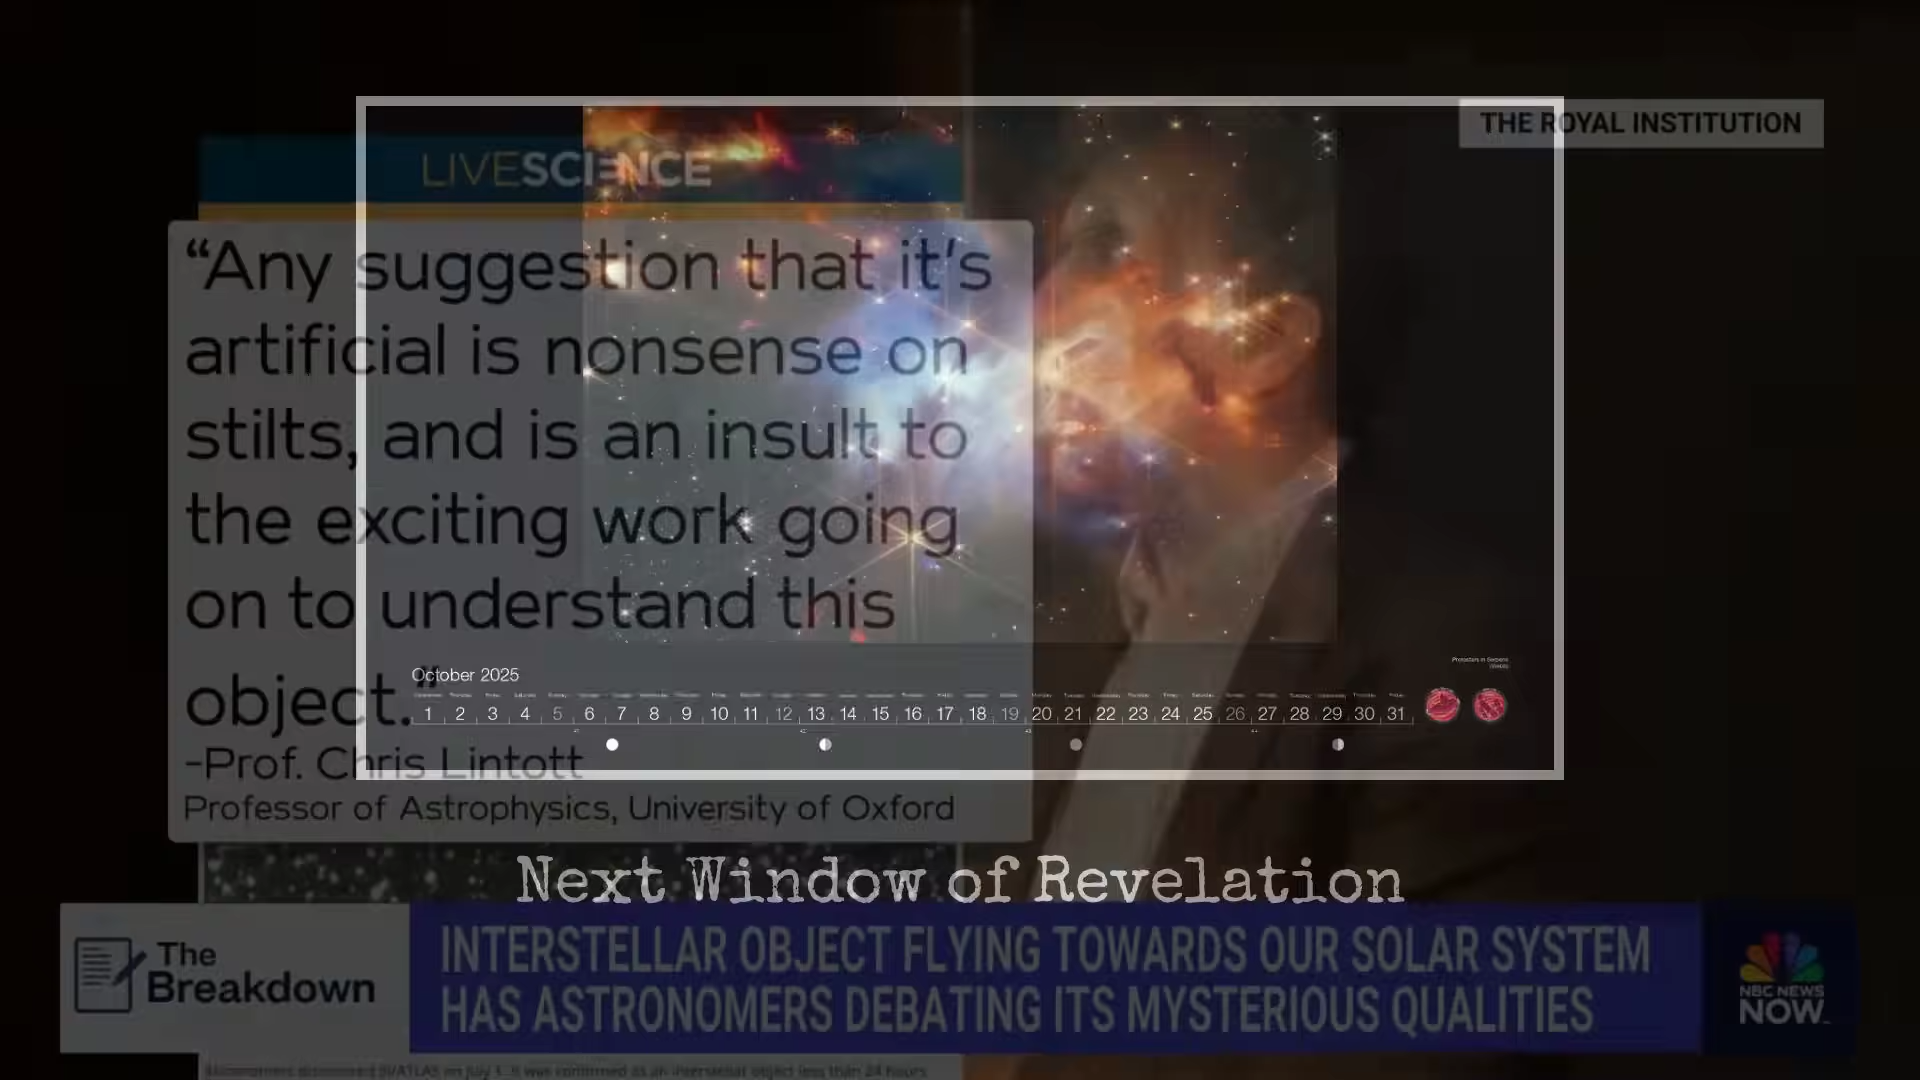 THE ROYAL INSTITUTION
LIVESCIENCE
“Any suggestion that it's
artificial is nonsense on
stilts, and is an insult to
the exciting work going
on to understand this
object."
-Prof. Chris Lintott
Professor of Astrophysics, University of Oxford
October 2025
1 2 3 4 5 6 7 8 9 10 11 12 13 14 15 16 17 18 19 20 21 22 23 24 25 26 27 28 29 30 31
Next Window of Revelation
The
Breakdown
INTERSTELLAR OBJECT FLYING TOWARDS OUR SOLAR SYSTEM
HAS ASTRONOMERS DEBATING ITS MYSTERIOUS QUALITIES
NBC NEWS
NOW